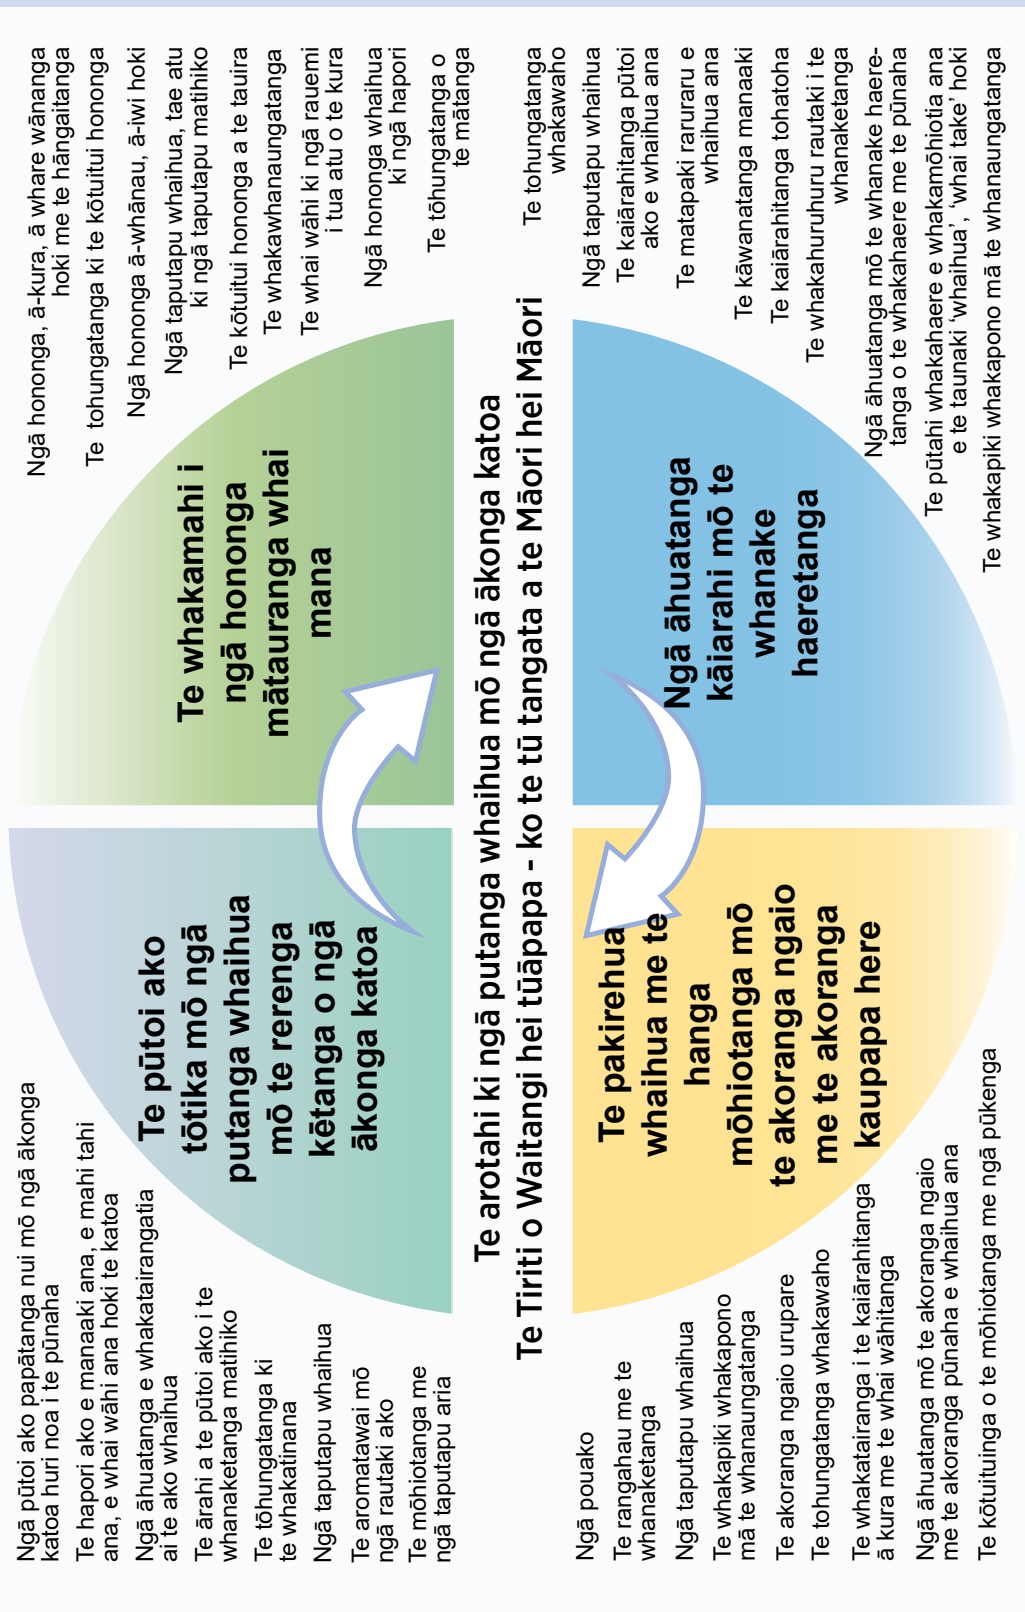 Ngā pūtoi ako papātanga nui mō ngā ākonga
katoa huri noa i te pūnaha
Te hapori ako e manaaki ana, e mahi tahi
ana, e whai wāhi ana hoki te katoa
Ngā āhuatanga e whakatairangatia
ai te ako whaihua
Te ārahi a te pūtoi ako i te
whanaketanga matihiko
Te tōhungatanga ki
te whakatinana
Ngā taputapu whaihua
Te aromatawai mō
ngā rautaki ako
Te mōhiotanga me
ngā taputapu aria
Te pūtoi ako
tōtika mō ngā
putanga whaihua
mō te rerenga
kētanga o ngā
ākonga katoa
Te whakamahi i
ngā hononga
mātauranga whai
mana
Ngā hononga, ā-kura, ā whare wānanga
hoki me te hāngaitanga
Te tohungatanga ki te kōtuitui hononga
Ngā hononga ā-whānau, ā-iwi hoki
Ngā taputapu whaihua, tae atu
ki ngā taputapu matihiko
Te kōtuitui hononga a te tauira
Te whakawhanaungatanga
Te whai wāhi ki ngā rauemi
i tua atu o te kura
Ngā hononga whaihua
ki ngā hapori
Te tōhungatanga o
te mātanga
Te arotahi ki ngā putanga whaihua mō ngā ākonga katoa
Te Tiriti o Waitangi hei tūāpapa - ko te tū tangata a te Māori hei Māori
Ngā pouako
Te rangahau me te
whanaketanga
Ngā taputapu whaihua
Te whakapiki whakapono
mā te whanaungatanga
Te akoranga ngaio urupare
Te tohungatanga whakawaho
Te whakatairanga i te kaiārahitanga
ā kura me te whai wāhitanga
Ngā āhuatanga mō te akoranga ngaio
me te akoranga pūnaha e whaihua ana
Te kōtuituinga o te mōhiotanga me ngā pūkenga
Te pakirehua
whaihua me te
hanga
mōhiotanga mō
te akoranga ngaio
me te akoranga
kaupapa here
Ngā āhuatanga
kāiarahi mō te
whanake
haeretanga
Te tohungatanga
whakawaho
Ngā taputapu whaihua
Te kaiārahitanga pūtoi
ako e whaihua ana
Te matapaki raruraru e
whaihua ana
Te kāwanatanga manaaki
Te kaiārahitanga tohatoha
Te whakahuruhuru rautaki i te
whanaketanga
Ngā āhuatanga mō te whanake haere-
tanga o te whakahaere me te pūnaha
Te pūtahi whakahaere e whakamōhiotia ana
e te taunaki 'whaihua', 'whai take' hoki
Te whakapiki whakapono mā te whanaungatanga